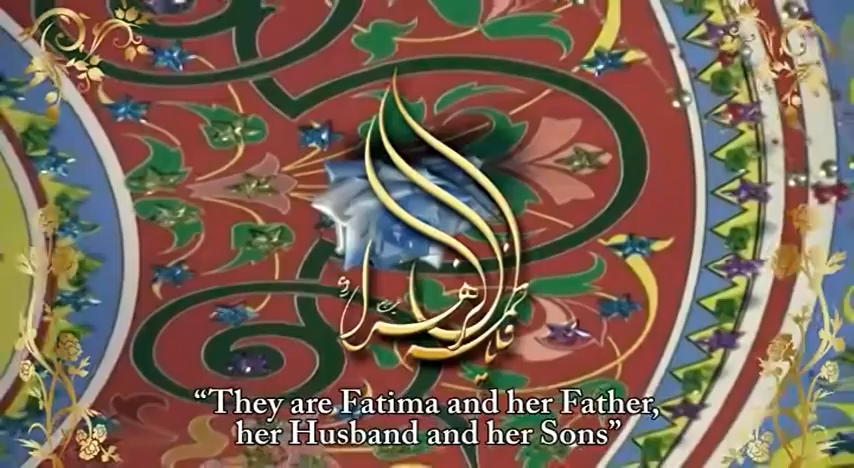 فاطمة الزهراء
“They are Fatima and her Father,
her Husband and her Sons”